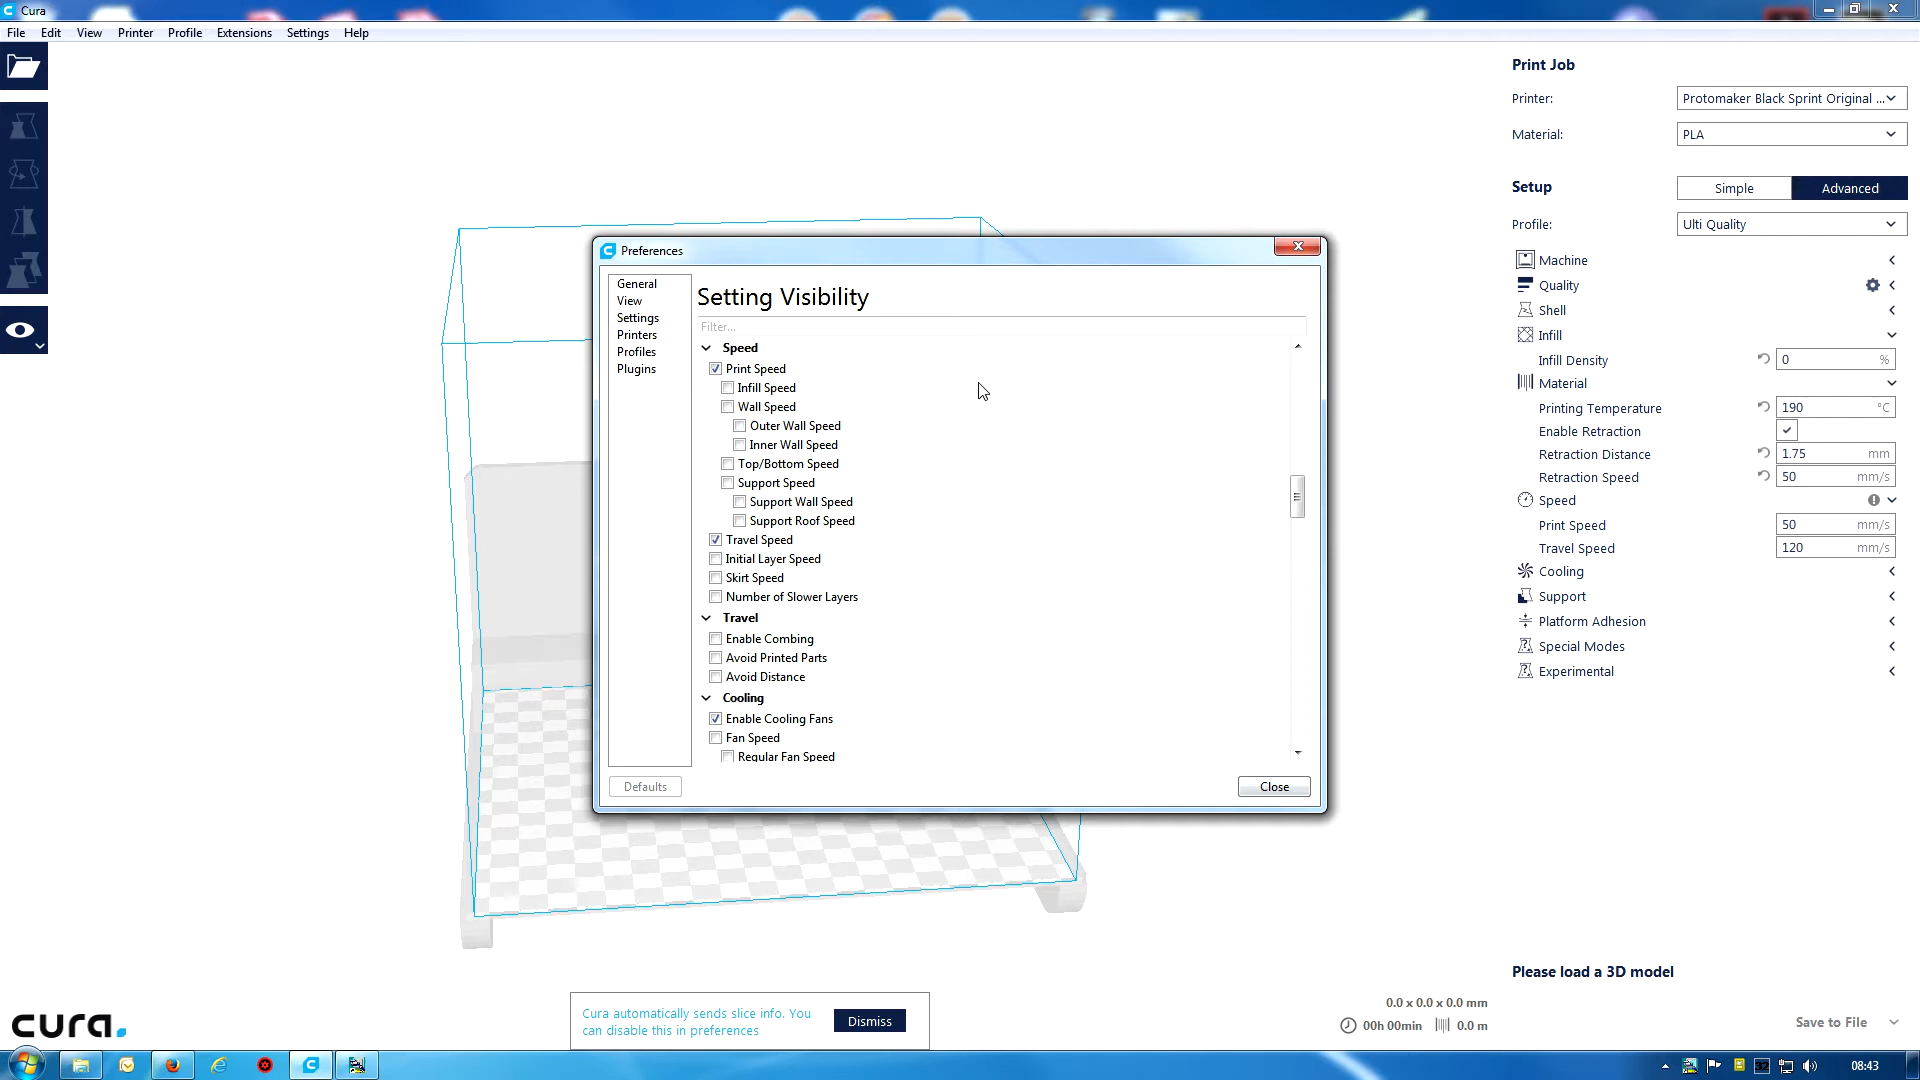 Cura
File Edit View Printer Profile Extensions Settings Help
Print Job
Printer: Protomaker Black Sprint Original ...
Material: PLA
Setup Simple Advanced
Profile: Ulti Quality
Machine
Quality
Shell
Infill
Infill Density 0 %
Material
Printing Temperature 190 °C
Enable Retraction
Retraction Distance 1.75 mm
Retraction Speed 50 mm/s
Speed
Print Speed 50 mm/s
Travel Speed 120 mm/s
Cooling
Support
Platform Adhesion
Special Modes
Experimental
Preferences
General
View
Settings
Printers
Profiles
Plugins
Setting Visibility
Filter...
Speed
Print Speed
Infill Speed
Wall Speed
Outer Wall Speed
Inner Wall Speed
Top/Bottom Speed
Support Speed
Support Wall Speed
Support Roof Speed
Travel Speed
Initial Layer Speed
Skirt Speed
Number of Slower Layers
Travel
Enable Combing
Avoid Printed Parts
Avoid Distance
Cooling
Enable Cooling Fans
Fan Speed
Regular Fan Speed
Defaults Close
Please load a 3D model
0.0 x 0.0 x 0.0 mm
00h 00min 0.0 m
Save to File
Cura automatically sends slice info. You
can disable this in preferences
Dismiss
cura.
08:43